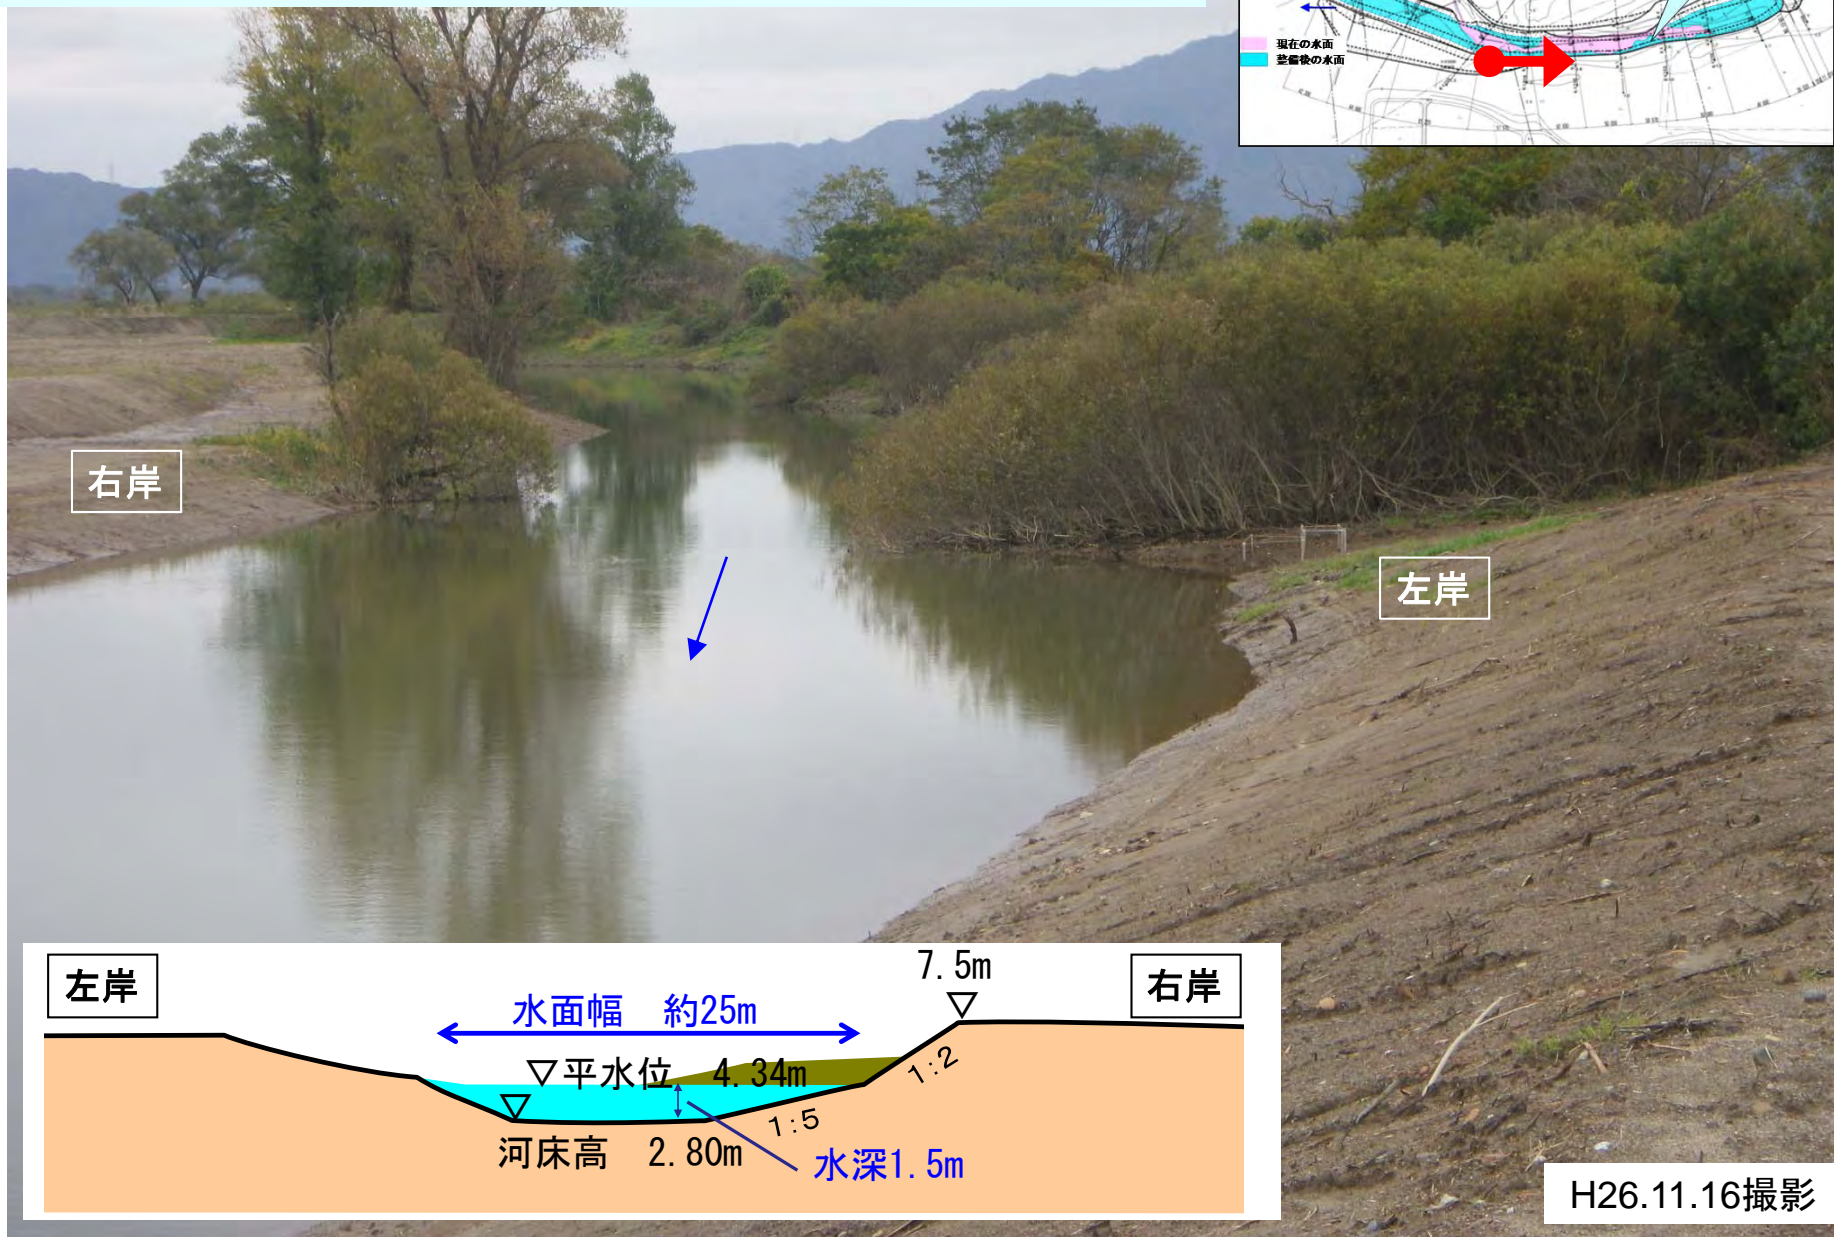 現在の水面
整備後の水面
右岸
左岸
左岸
7.5m
右岸
水面幅 約25m
▽平水位 4.34m
1:2
1:5
河床高 2.80m
水深1.5m
H26.11.16撮影